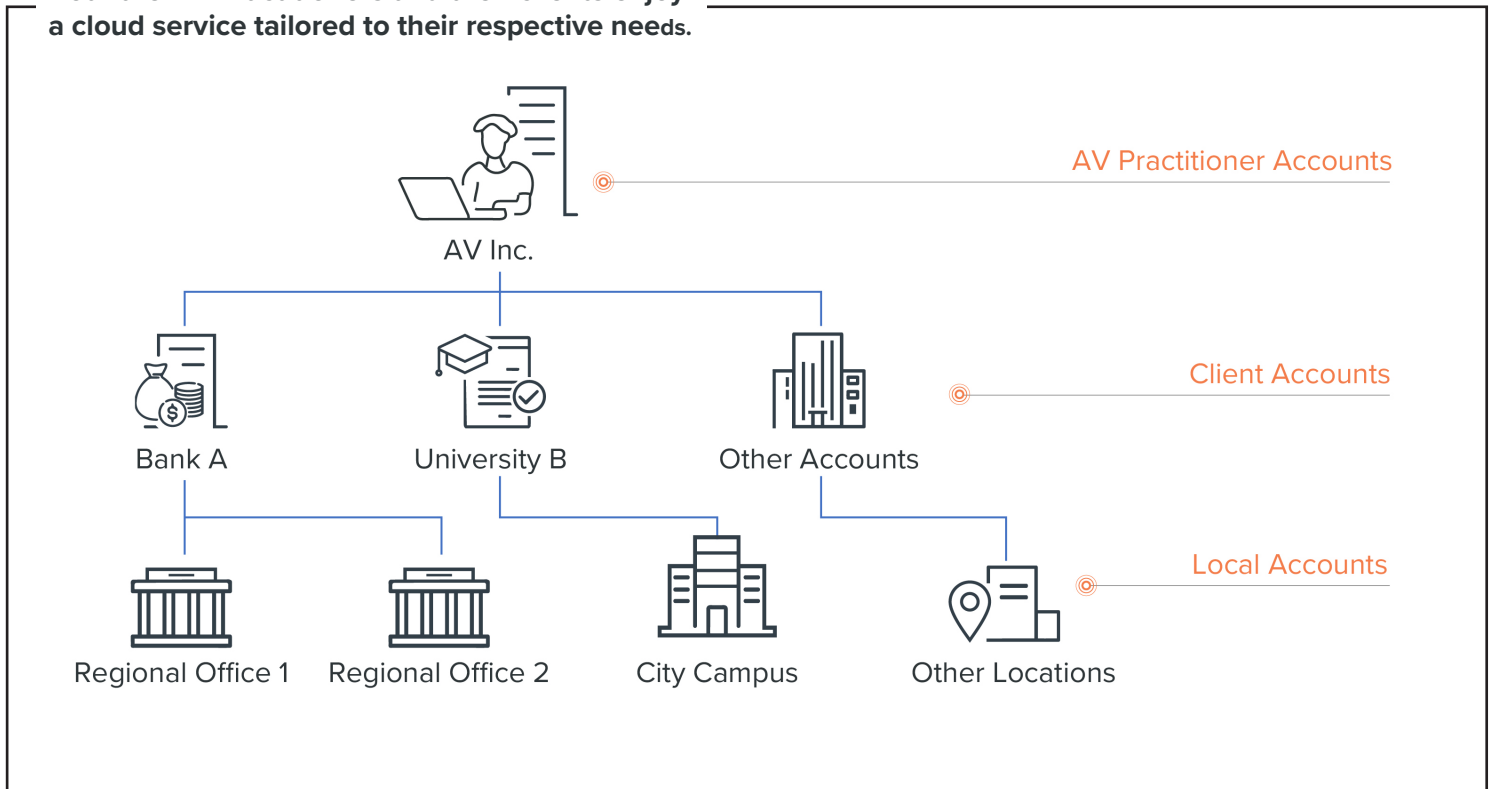 a cloud service tailored to their respective needs.
AV Practitioner Accounts
AV Inc.
Client Accounts
Bank A
University B
Other Accounts
Local Accounts
Regional Office 1
Regional Office 2
City Campus
Other Locations